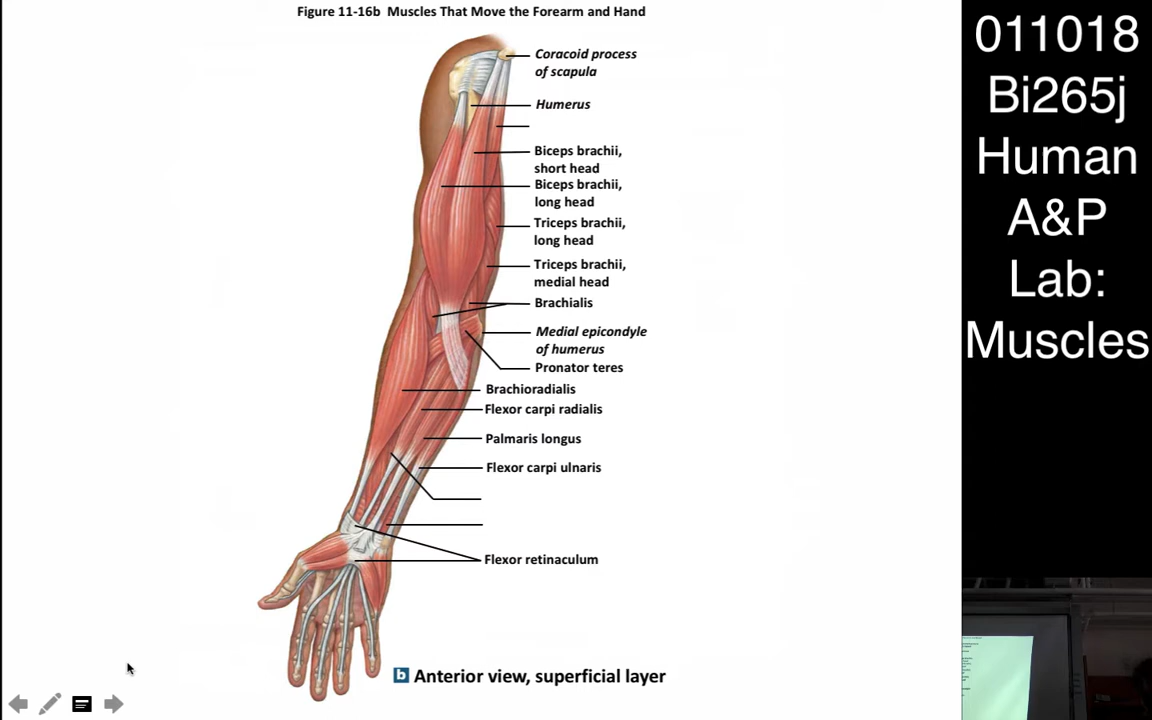 Figure 11-16b Muscles That Move the Forearm and Hand
Coracoid process
of scapula
Humerus
Biceps brachii,
short head
Biceps brachii,
long head
Triceps brachii,
long head
Triceps brachii,
medial head
Brachialis
Medial epicondyle
of humerus
Pronator teres
Brachioradialis
Flexor carpi radialis
Palmaris longus
Flexor carpi ulnaris
Flexor retinaculum
b Anterior view, superficial layer
011018
Bi265j
Human
A&P
Lab:
Muscles